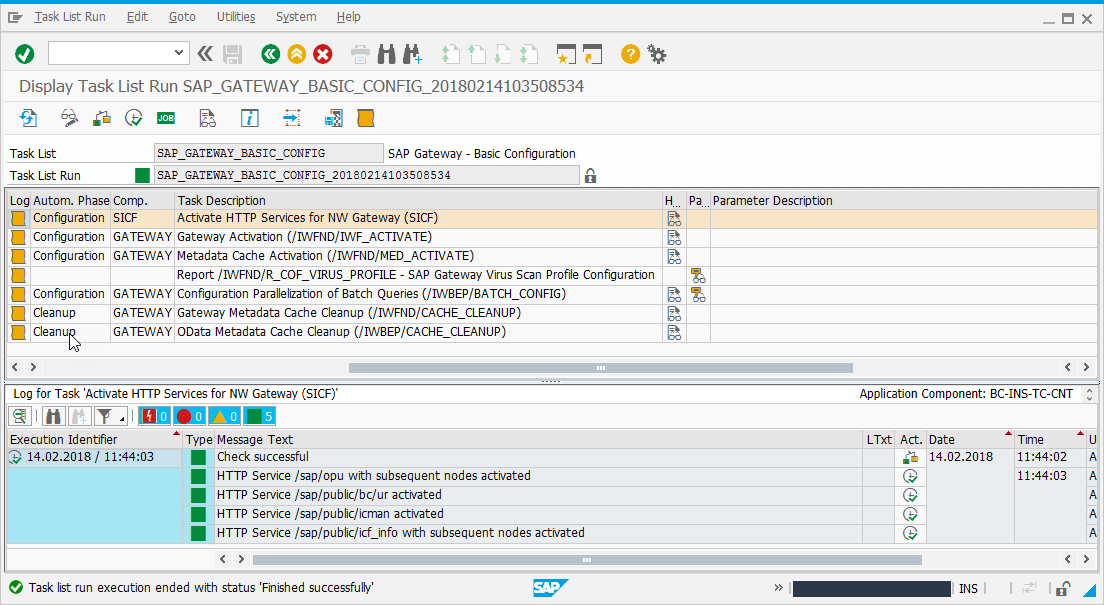 Task List Run Edit Goto Utilities System Help
Display Task List Run SAP_GATEWAY_BASIC_CONFIG_20180214103508534
JOB
Task List SAP_GATEWAY_BASIC_CONFIG SAP Gateway - Basic Configuration
Task List Run SAP_GATEWAY_BASIC_CONFIG_20180214103508534
Log Autom. Phase Comp. Task Description H... Pa... Parameter Description
Configuration SICF Activate HTTP Services for NW Gateway (SICF)
Configuration GATEWAY Gateway Activation (/IWFND/IWF_ACTIVATE)
Configuration GATEWAY Metadata Cache Activation (/IWFND/MED_ACTIVATE)
Report /IWFND/R_COF_VIRUS_PROFILE - SAP Gateway Virus Scan Profile Configuration
Configuration GATEWAY Configuration Parallelization of Batch Queries (/IWBEP/BATCH_CONFIG)
Cleanup GATEWAY Gateway Metadata Cache Cleanup (/IWFND/CACHE_CLEANUP)
Cleanup GATEWAY OData Metadata Cache Cleanup (/IWBEP/CACHE_CLEANUP)
Log for Task 'Activate HTTP Services for NW Gateway (SICF)' Application Component: BC-INS-TC-CNT
0 0 0 5
Execution Identifier Type Message Text LTxt Act. Date Time U
14.02.2018 / 11:44:03 Check successful 14.02.2018 11:44:02 A
HTTP Service /sap/opu with subsequent nodes activated 11:44:03 A
HTTP Service /sap/public/bc/ur activated A
HTTP Service /sap/public/icman activated A
HTTP Service /sap/public/icf_info with subsequent nodes activated A
Task list run execution ended with status 'Finished successfully' SAP INS